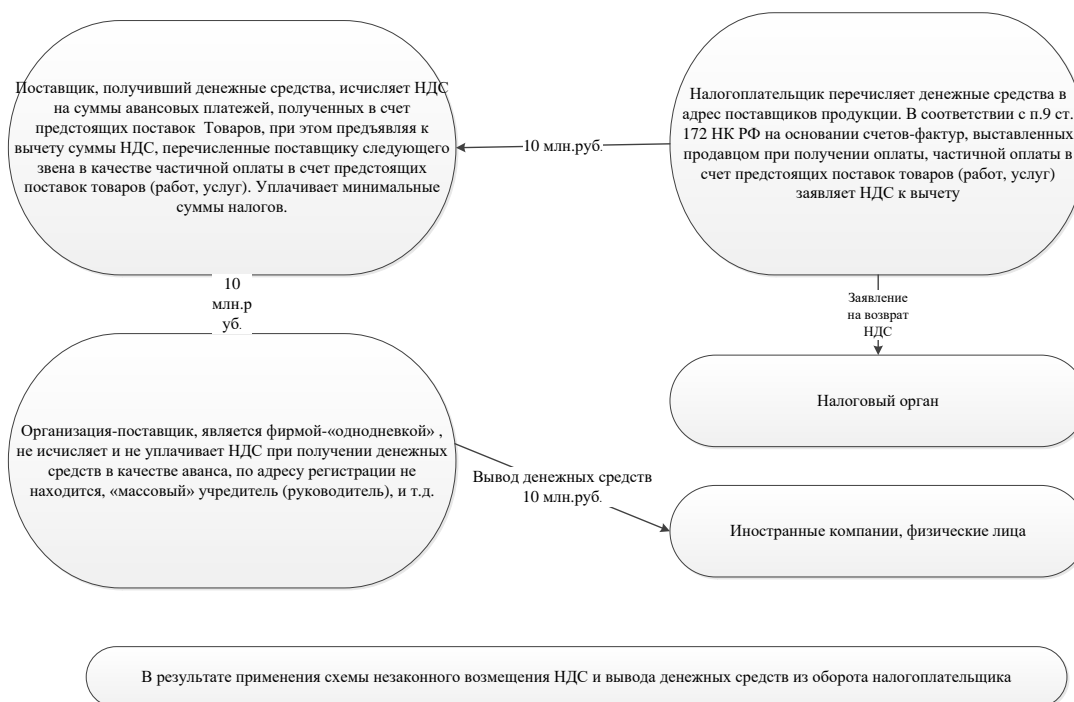 Поставщик, получивший денежные средства, исчисляет НДС
на суммы авансовых платежей, полученных в счет
предстоящих поставок Товаров, при этом предъявляя к
вычету суммы НДС, перечисленные поставщику следующего
звена в качестве частичной оплаты в счет предстоящих
поставок товаров (работ, услуг). Уплачивает минимальные
суммы налогов.
10 млн.руб.
Налогоплательщик перечисляет денежные средства в
адрес поставщиков продукции. В соответствии с п.9 ст.
172 НК РФ на основании счетов-фактур, выставленных
продавцом при получении оплаты, частичной оплаты в
счет предстоящих поставок товаров (работ, услуг)
заявляет НДС к вычету
10
млн.р
уб.
Заявление
на возврат
НДС
Налоговый орган
Организация-поставщик, является фирмой-«однодневкой» ,
не исчисляет и не уплачивает НДС при получении денежных
средств в качестве аванса, по адресу регистрации не
находится, «массовый» учредитель (руководитель), и т.д.
Вывод денежных средств
10 млн.руб.
Иностранные компании, физические лица
В результате применения схемы незаконного возмещения НДС и вывода денежных средств из оборота налогоплательщика